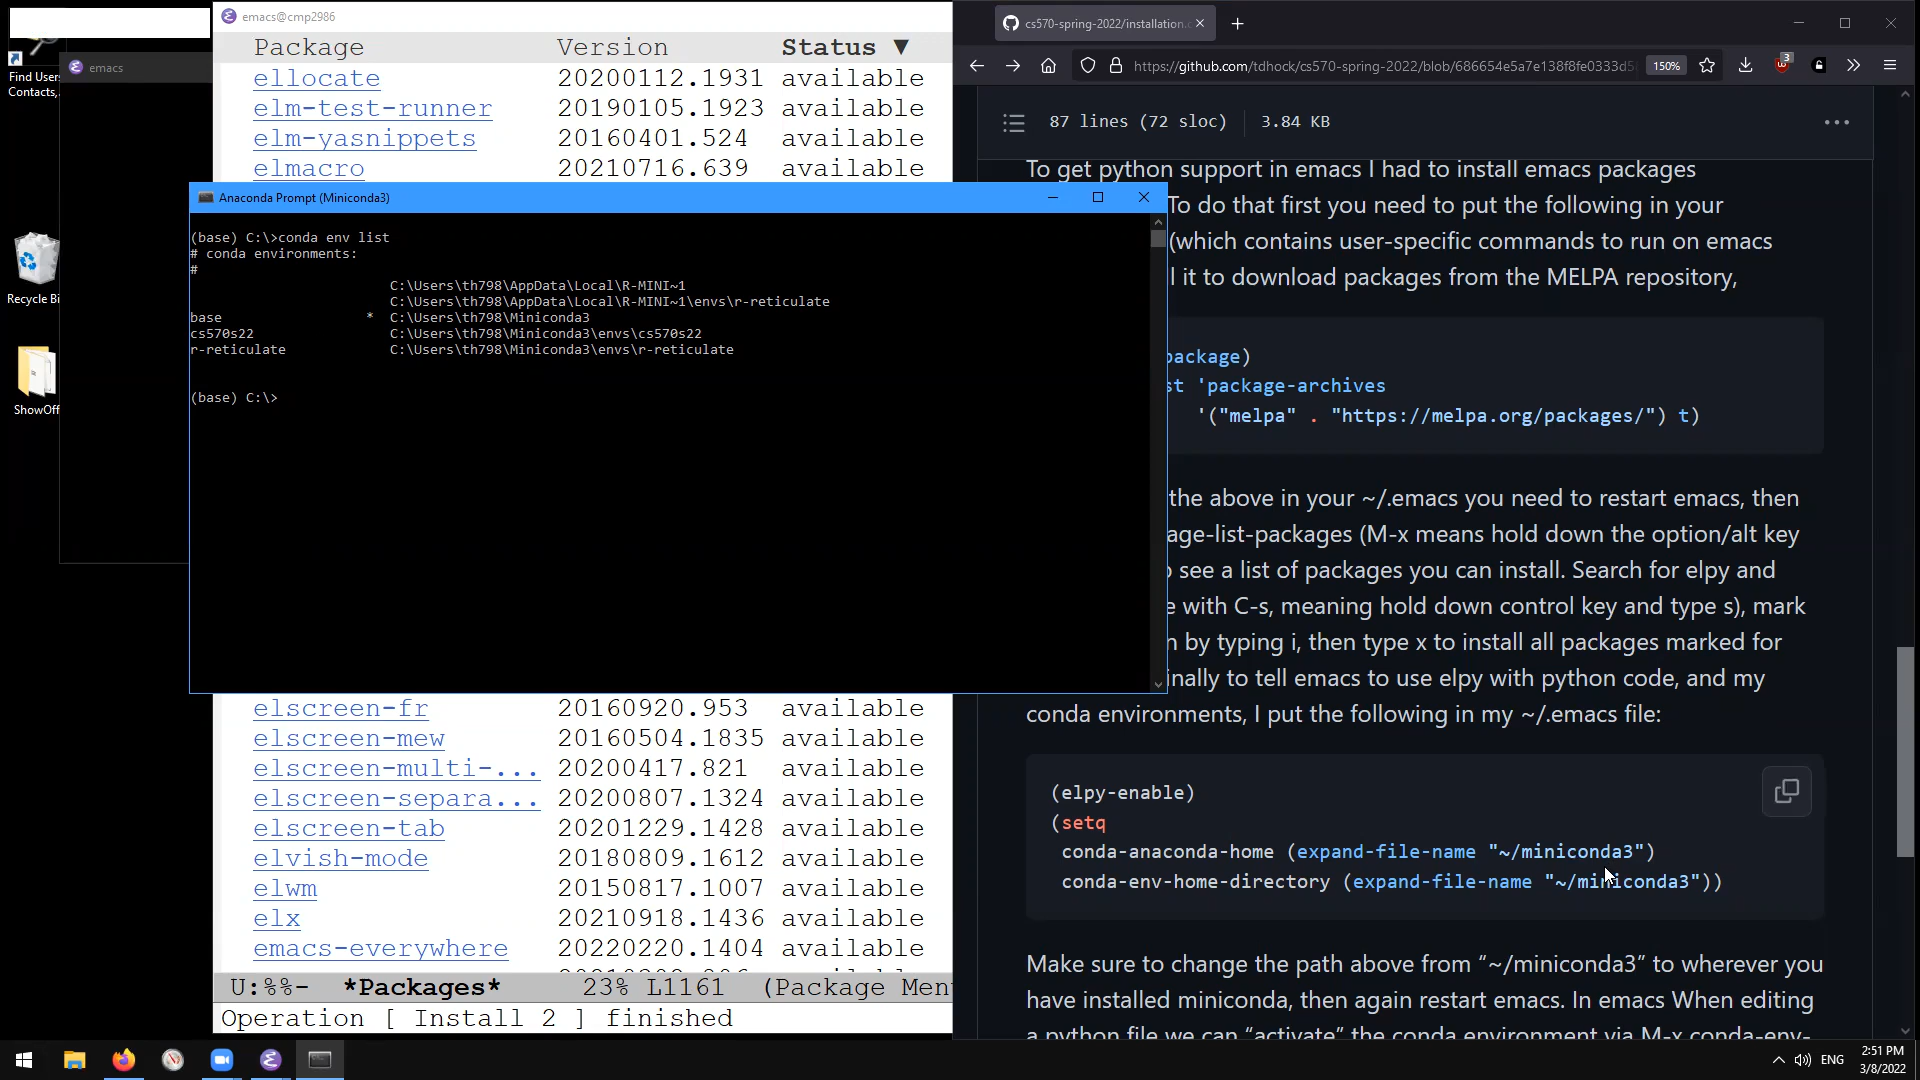 Find Users
Contacts,
Recycle Bi
ShowOff
emacs
emacs@cmp2986
Package Version Status ▼
ellocate 20200112.1931 available
elm-test-runner 20190105.1923 available
elm-yasnippets 20160401.524 available
elmacro 20210716.639 available
Anaconda Prompt (Miniconda3)
(base) C:\>conda env list
# conda environments:
#
C:\Users\th798\AppData\Local\R-MINI~1
C:\Users\th798\AppData\Local\R-MINI~1\envs\r-reticulate
base * C:\Users\th798\Miniconda3
cs570s22 C:\Users\th798\Miniconda3\envs\cs570s22
r-reticulate C:\Users\th798\Miniconda3\envs\r-reticulate
(base) C:\>
elscreen-fr 20160920.953 available
elscreen-mew 20160504.1835 available
elscreen-multi-... 20200417.821 available
elscreen-separa... 20200807.1324 available
elscreen-tab 20201229.1428 available
elvish-mode 20180809.1612 available
elwm 20150817.1007 available
elx 20210918.1436 available
emacs-everywhere 20220220.1404 available
U:%%- *Packages* 23% L1161 (Package Men
Operation [ Install 2 ] finished
cs570-spring-2022/installation.
https://github.com/tdhock/cs570-spring-2022/blob/686654e5a7e138f8fe0333d5
150%
3
87 lines (72 sloc) 3.84 KB
To get python support in emacs I had to install emacs packages
To do that first you need to put the following in your
(which contains user-specific commands to run on emacs
l it to download packages from the MELPA repository,
package)
st 'package-archives
'("melpa" . "https://melpa.org/packages/") t)
the above in your ~/.emacs you need to restart emacs, then
age-list-packages (M-x means hold down the option/alt key
o see a list of packages you can install. Search for elpy and
e with C-s, meaning hold down control key and type s), mark
n by typing i, then type x to install all packages marked for
inally to tell emacs to use elpy with python code, and my
conda environments, I put the following in my ~/.emacs file:
(elpy-enable)
(setq
conda-anaconda-home (expand-file-name "~/miniconda3")
conda-env-home-directory (expand-file-name "~/miniconda3"))
Make sure to change the path above from “~/miniconda3” to wherever you
have installed miniconda, then again restart emacs. In emacs When editing
a python file we can “activate” the conda environment via M-x conda-env-
ENG
2:51 PM
3/8/2022